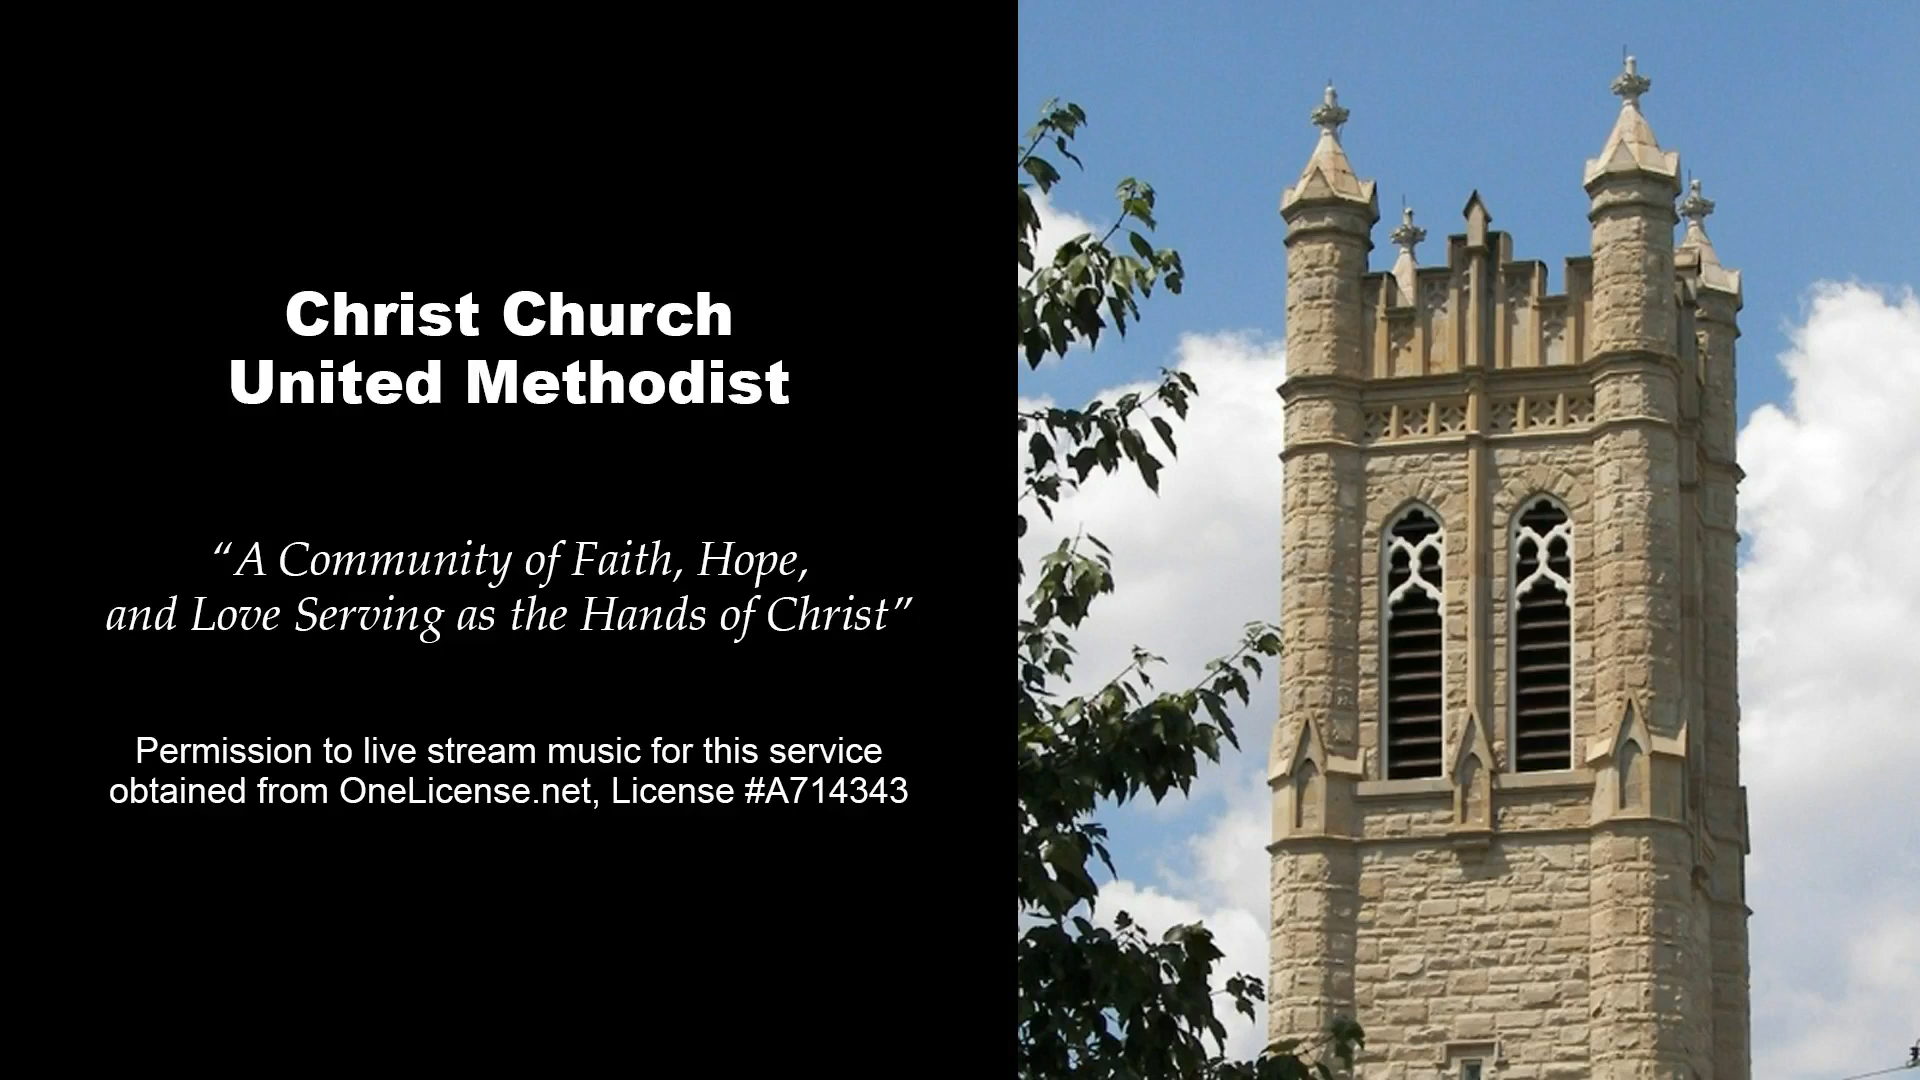 Christ Church
United Methodist
“A Community of Faith, Hope,
and Love Serving as the Hands of Christ”
Permission to live stream music for this service
obtained from OneLicense.net, License #A714343